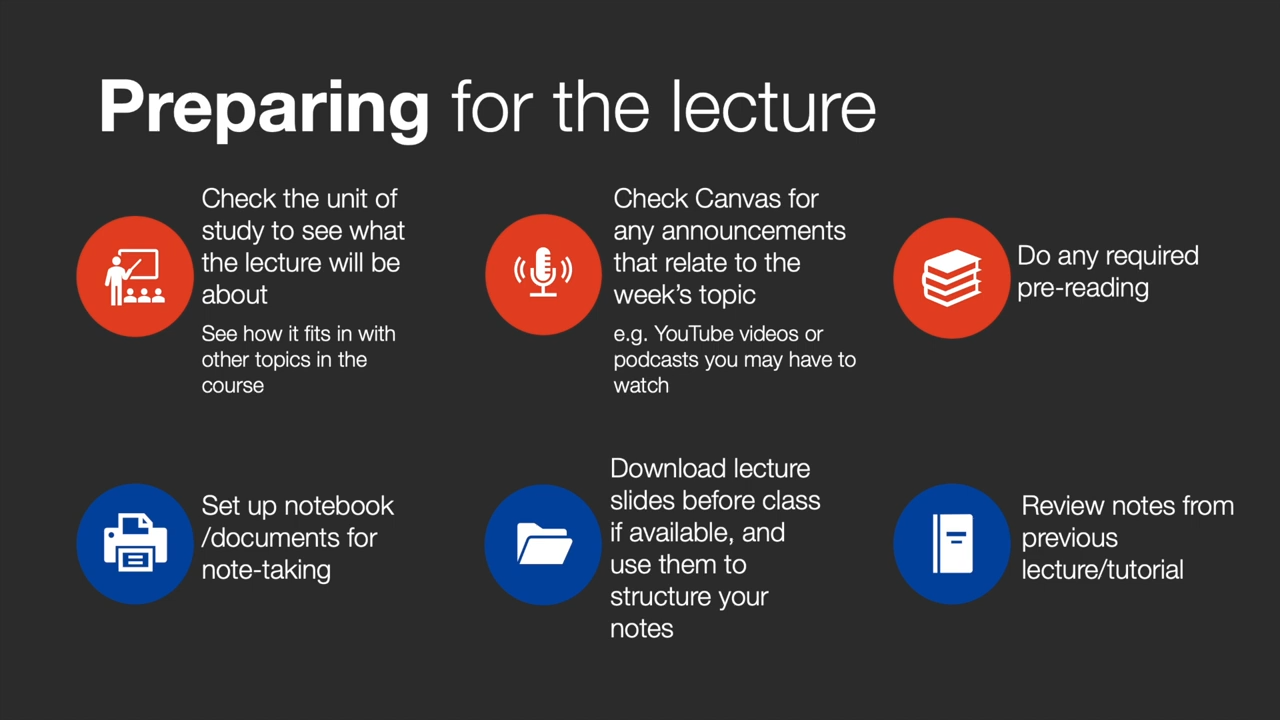 Preparing for the lecture
Check the unit of
study to see what
the lecture will be
about
See how it fits in with
other topics in the
course
Check Canvas for
any announcements
that relate to the
week's topic
e.g. YouTube videos or
podcasts you may have to
watch
Do any required
pre-reading
Set up notebook
/documents for
note-taking
Download lecture
slides before class
if available, and
use them to
structure your
notes
Review notes from
previous
lecture/tutorial